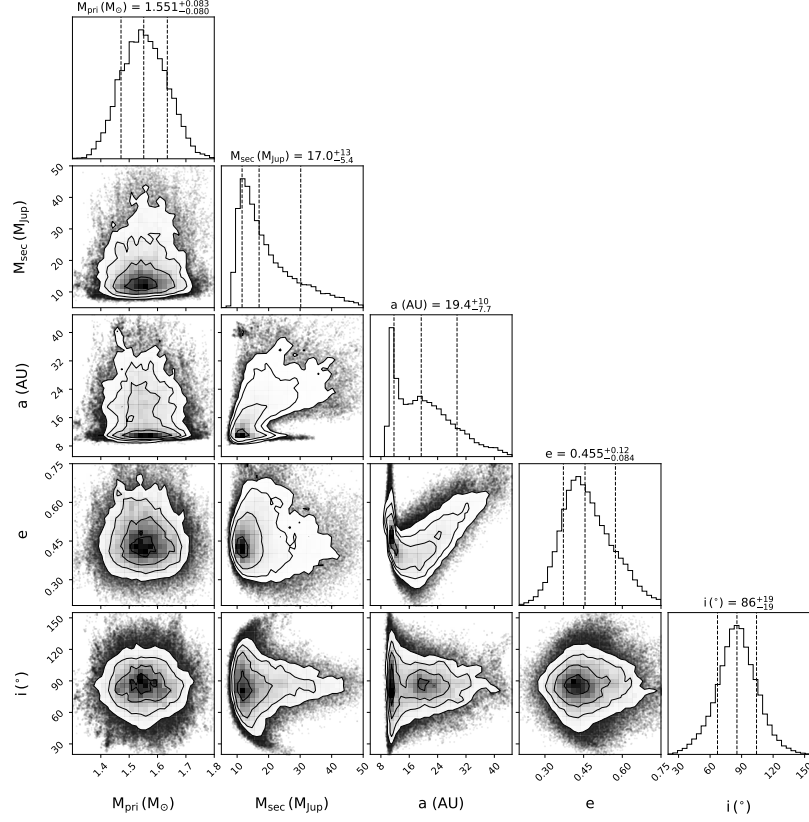 M_pri (M_⊙) = 1.551^{+0.083}_{−0.080}
50
40
30
20
10
M_sec (M_Jup)
M_sec (M_Jup) = 17.0^{+13}_{−5.4}
40
32
24
16
8
a (AU)
a (AU) = 19.4^{+10}_{−7.7}
0.75
0.60
0.45
0.30
e
e = 0.455^{+0.12}_{−0.084}
150
120
90
60
30
i (°)
i (°) = 86^{+19}_{−19}
1.4 1.5 1.6 1.7 1.8
10 20 30 40 50
8 16 24 32 40
0.30 0.45 0.60 0.75
30 60 90 120 150
M_pri (M_⊙)
M_sec (M_Jup)
a (AU)
e
i (°)